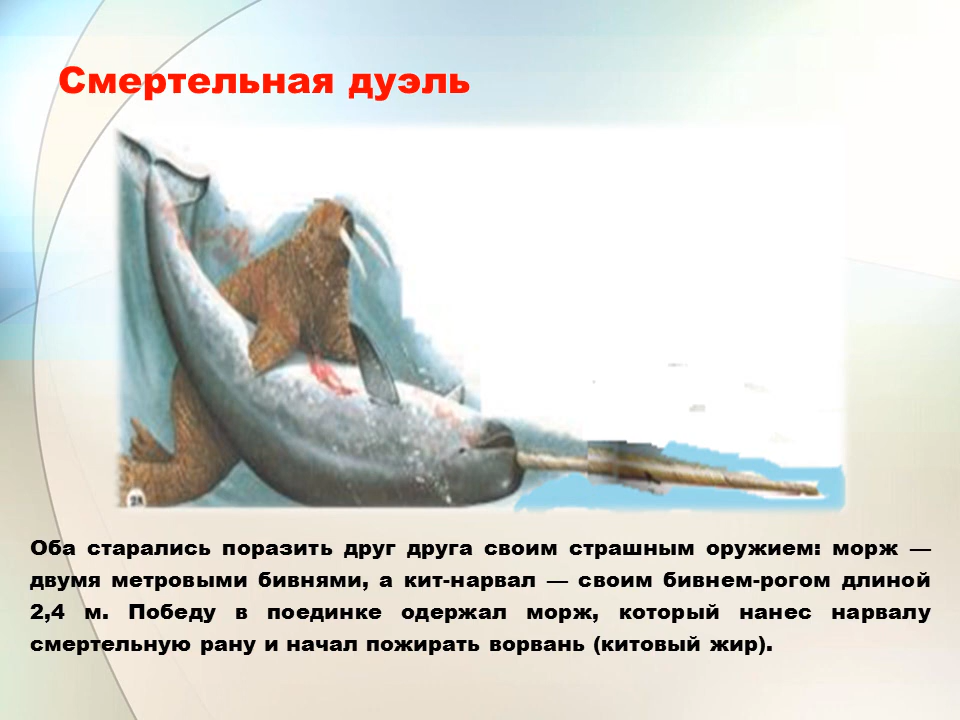 Смертельная дуэль
Оба старались поразить друг друга своим страшным оружием: морж —
двумя метровыми бивнями, а кит-нарвал — своим бивнем-рогом длиной
2,4 м. Победу в поединке одержал морж, который нанес нарвалу
смертельную рану и начал пожирать ворвань (китовый жир).